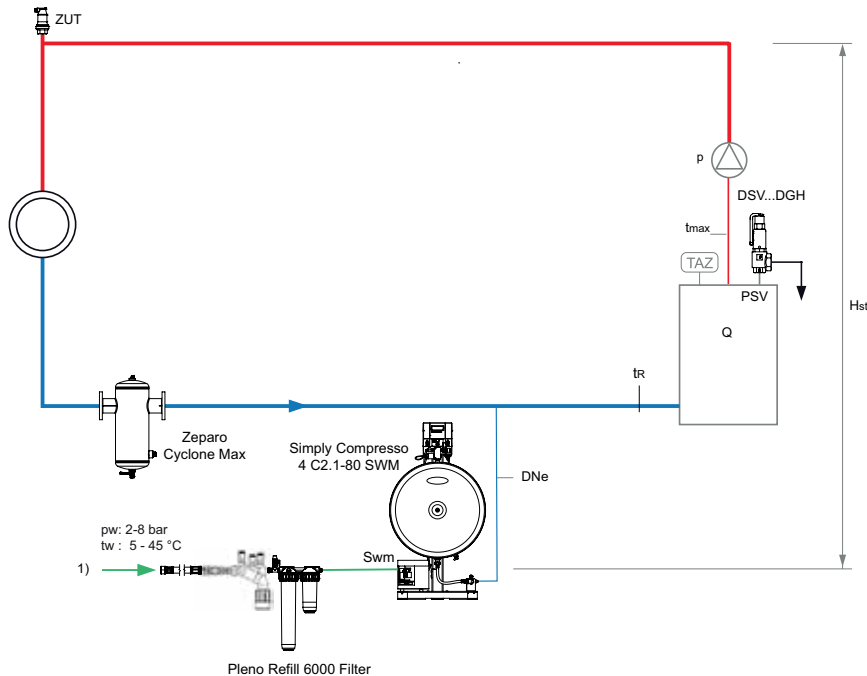 ZUT
p
DSV...DGH
tmax
TAZ
PSV
Hst
Q
tR
Zeparo
Cyclone Max
Simply Compresso
4 C2.1-80 SWM
DNe
pw: 2-8 bar
tw : 5 - 45 °C
Swm
1)
Pleno Refill 6000 Filter